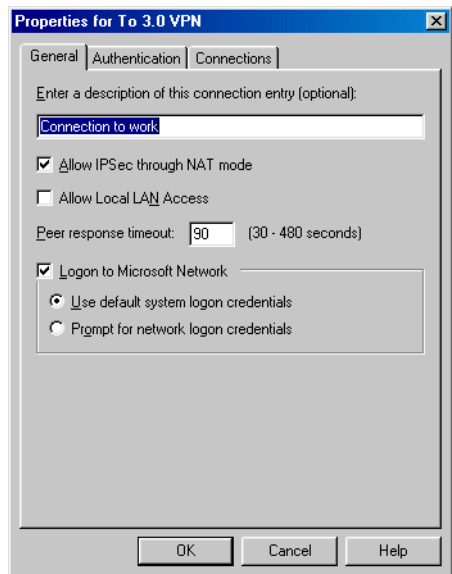 Properties for To 3.0 VPN
General Authentication Connections
Enter a description of this connection entry (optional):
Connection to work
Allow IPSec through NAT mode
Allow Local LAN Access
Peer response timeout: 90 (30 - 480 seconds)
Logon to Microsoft Network
Use default system logon credentials
Prompt for network logon credentials
OK Cancel Help